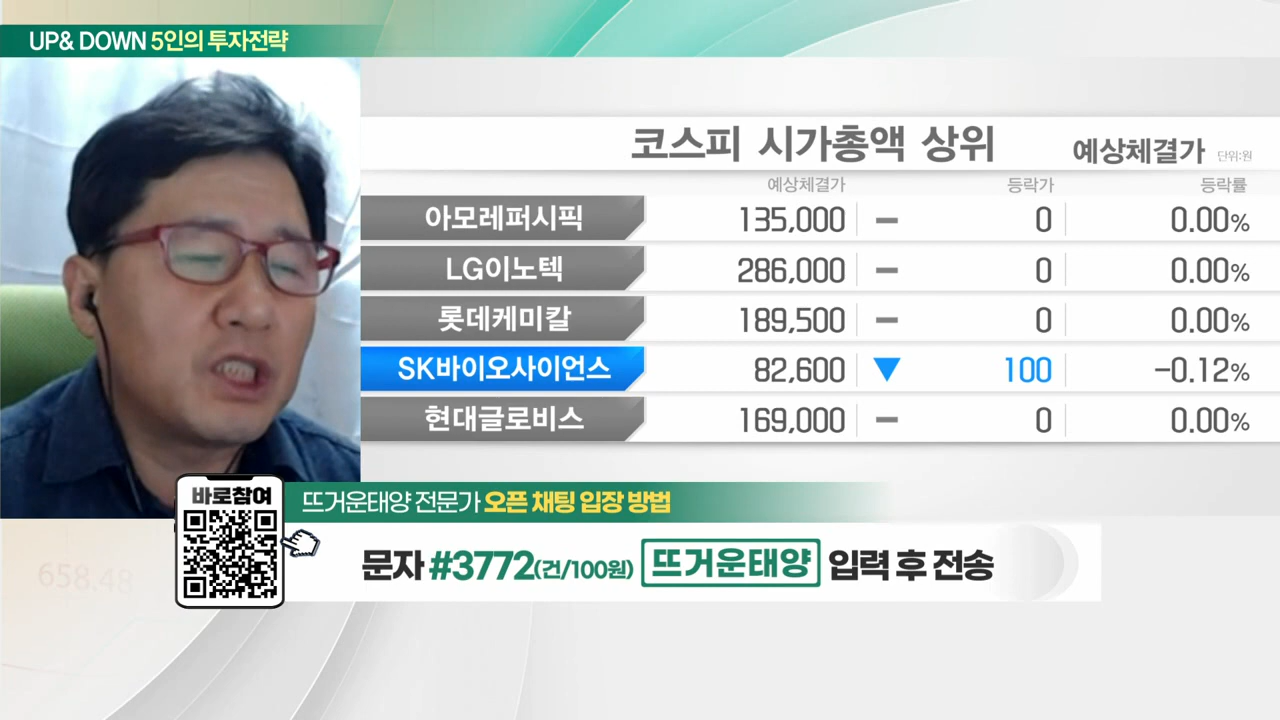 UP& DOWN 5인의 투자전략
코스피 시가총액 상위 예상체결가 단위:원
예상체결가 등락가 등락률
아모레퍼시픽 135,000 0 0.00%
LG이노텍 286,000 0 0.00%
롯데케미칼 189,500 0 0.00%
SK바이오사이언스 82,600 ▼ 100 -0.12%
현대글로비스 169,000 0 0.00%
바로참여
뜨거운태양 전문가 오픈 채팅 입장 방법
문자 #3772(건/100원) 뜨거운태양 입력 후 전송
658.48